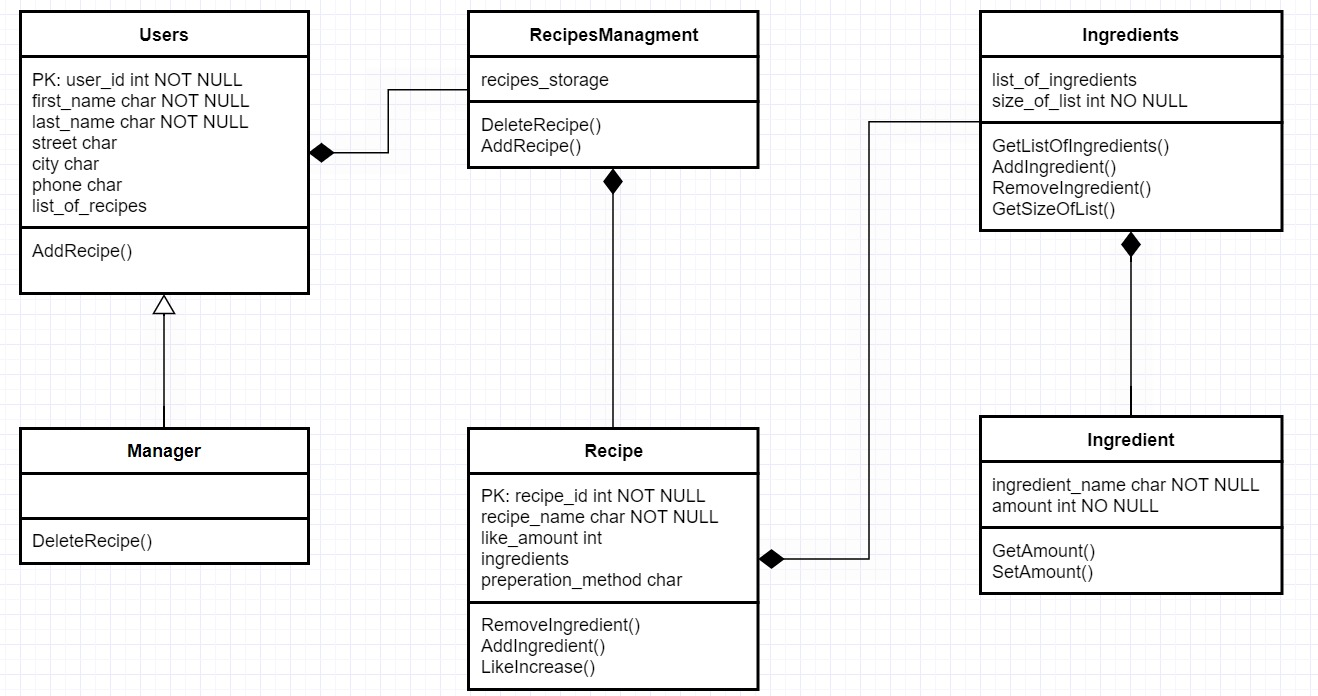 Users
PK: user_id int NOT NULL
first_name char NOT NULL
last_name char NOT NULL
street char
city char
phone char
list_of_recipes
AddRecipe()
RecipesManagment
recipes_storage
DeleteRecipe()
AddRecipe()
Ingredients
list_of_ingredients
size_of_list int NO NULL
GetListOfIngredients()
AddIngredient()
RemoveIngredient()
GetSizeOfList()
Manager
DeleteRecipe()
Recipe
PK: recipe_id int NOT NULL
recipe_name char NOT NULL
like_amount int
ingredients
preperation_method char
RemoveIngredient()
AddIngredient()
LikeIncrease()
Ingredient
ingredient_name char NOT NULL
amount int NO NULL
GetAmount()
SetAmount()